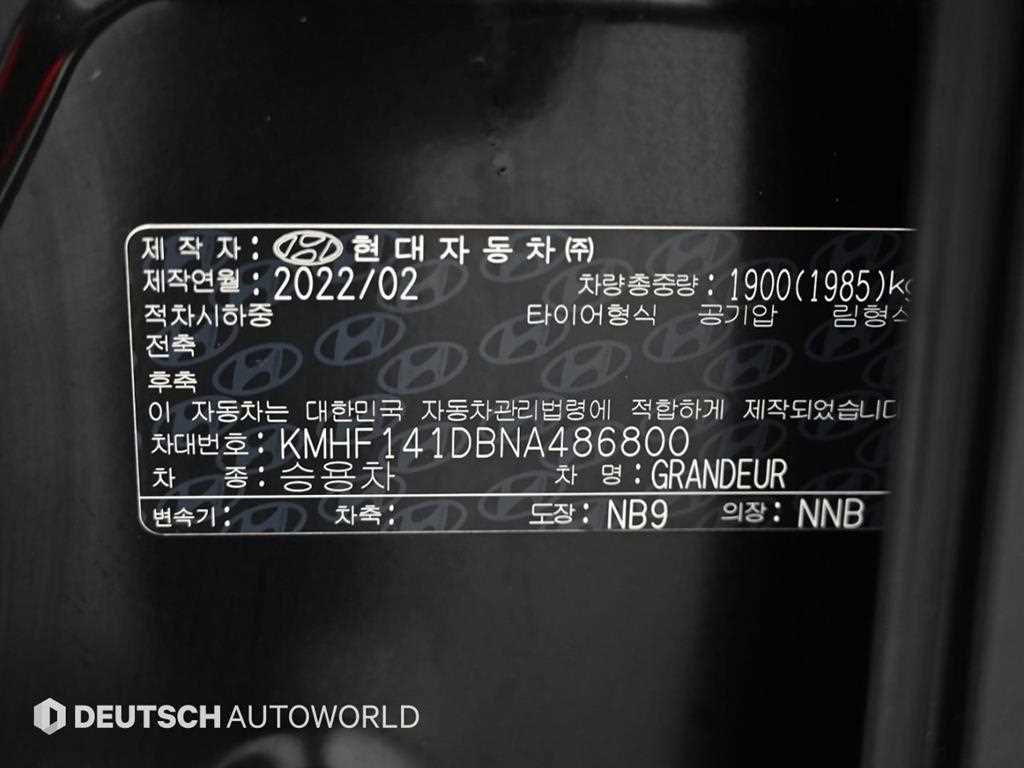 제 작 자 : 현대자동차㈜
제작연월 : 2022/02 차량총중량 : 1900(1985)kg
적차시하중 타이어형식 공기압 림형식
전축
후축
이 자동차는 대한민국 자동차관리법령에 적합하게 제작되었습니다
차대번호 : KMHF141DBNA486800
차 종 : 승용차 차 명 : GRANDEUR
변속기 : 차축 : 도장 : NB9 의장 : NNB
DEUTSCH AUTOWORLD